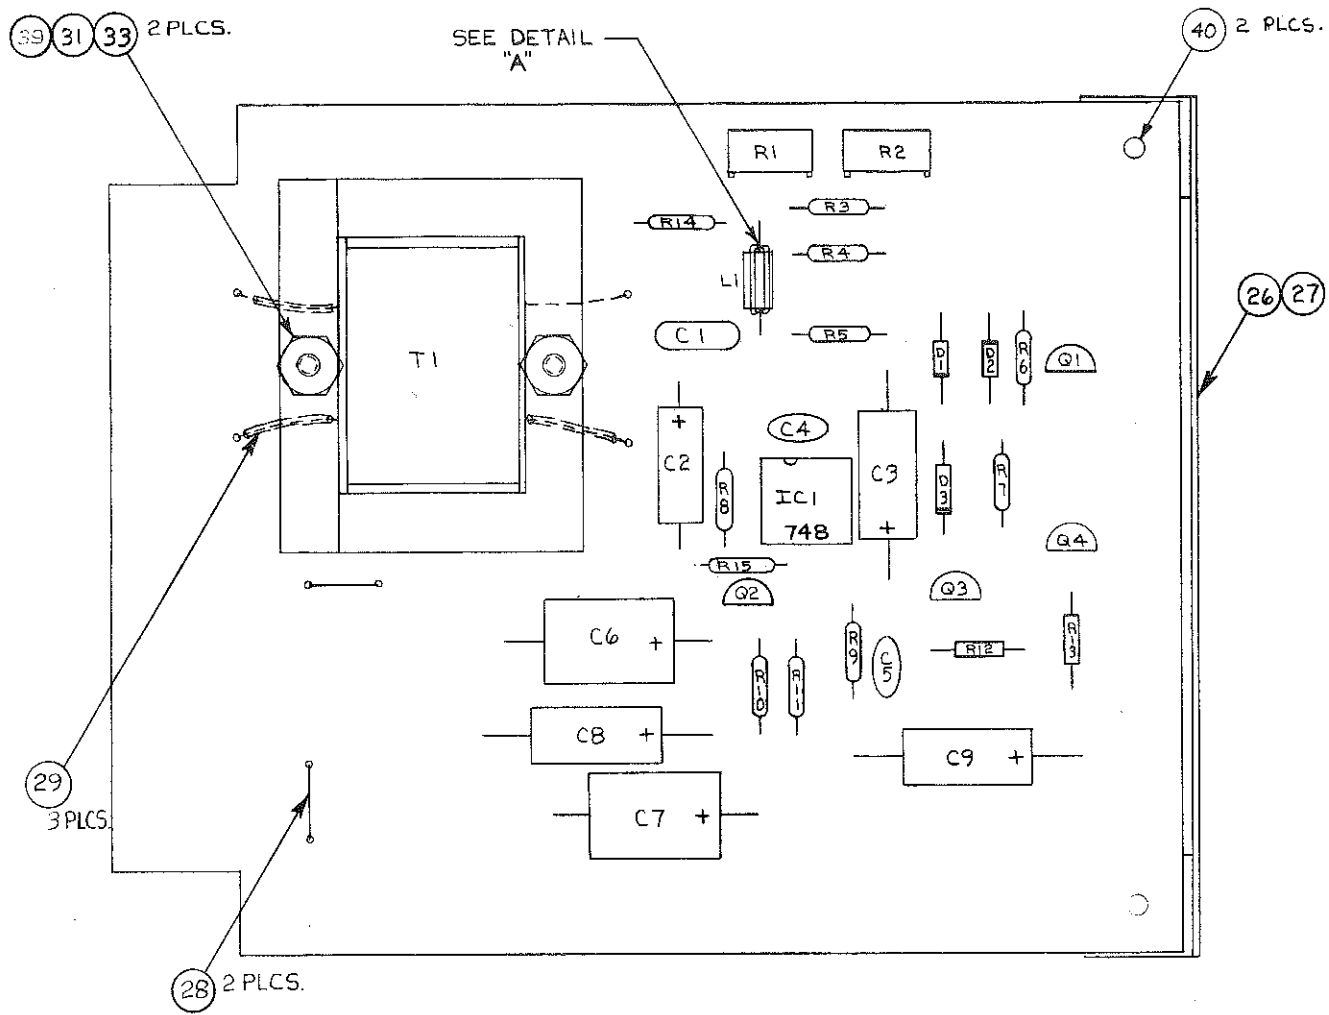 39 31 33 2 PLCS.
SEE DETAIL
"A"
40 2 PLCS.
R1
R2
R3
R14
R4
L1
26 27
C1
R5
D1
D2
R6
Q1
T1
C4
+
C2
R8
IC1
748
C3
+
D3
R7
Q4
R15
Q2
Q3
C6 +
R9
C5
R12
R13
R10
R11
C8 +
C9 +
29
3 PLCS.
C7 +
28 2 PLCS.